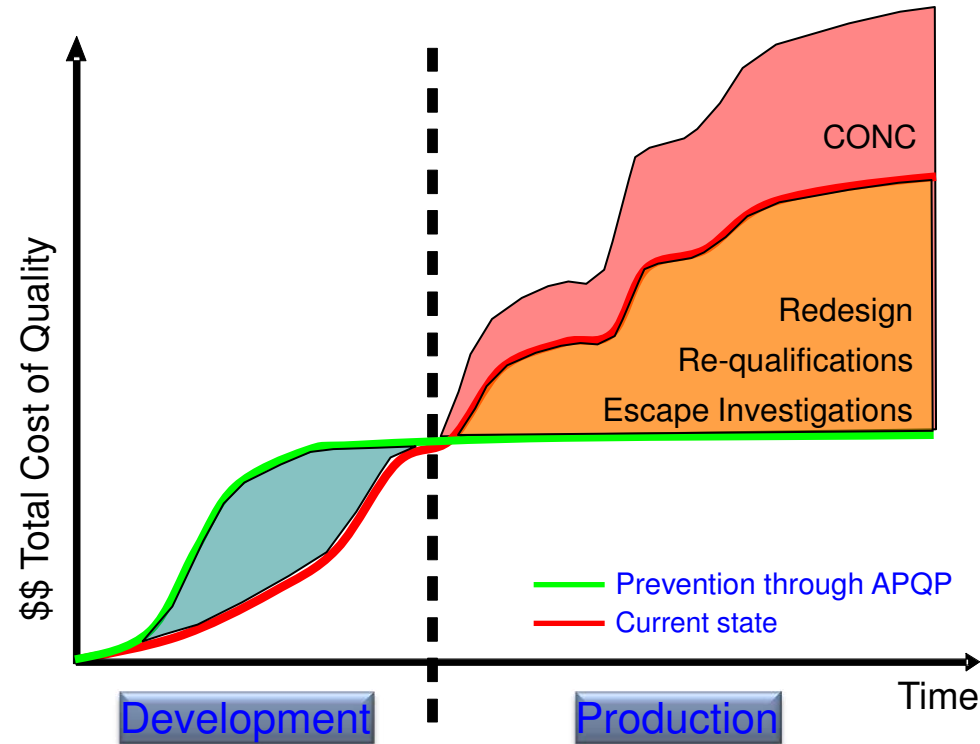 $$ Total Cost of Quality
CONC
Redesign
Re-qualifications
Escape Investigations
Prevention through APQP
Current state
Time
Development
Production